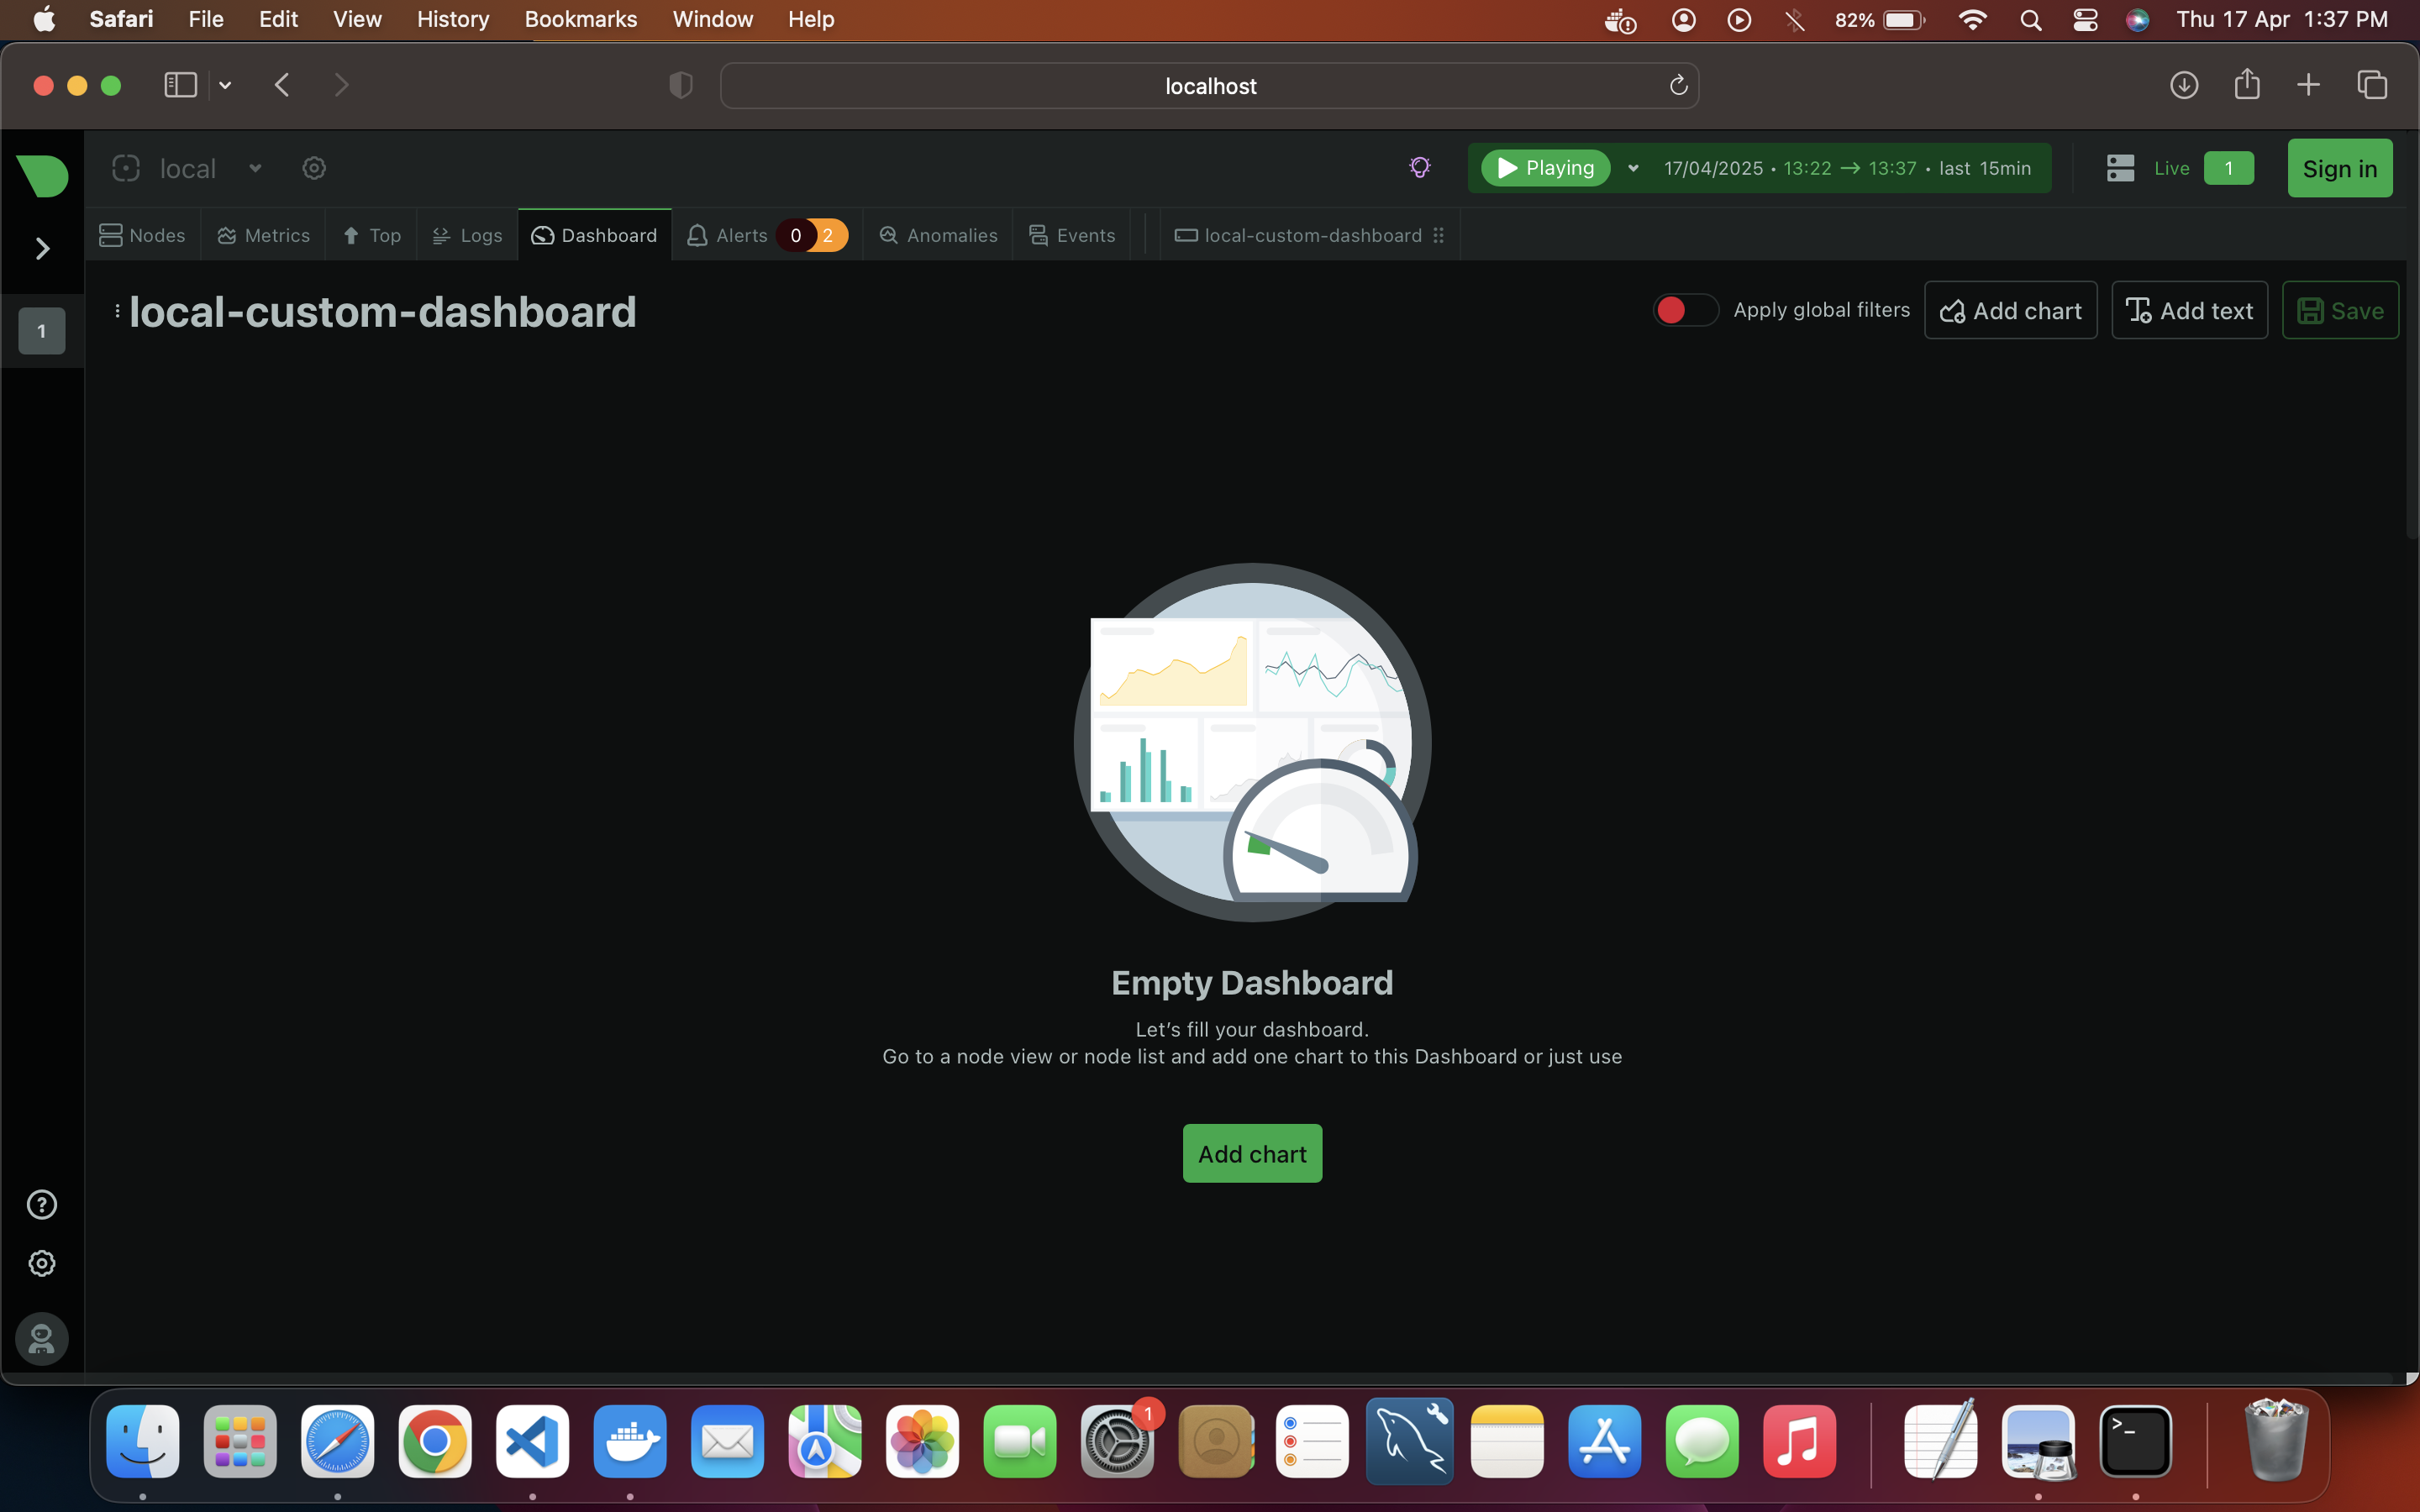 Safari File Edit View History Bookmarks Window Help 82% Thu 17 Apr 1:37 PM
localhost
local Playing 17/04/2025 • 13:22 → 13:37 • last 15min Live 1 Sign in
Nodes Metrics Top Logs Dashboard Alerts 0 2 Anomalies Events local-custom-dashboard
local-custom-dashboard Apply global filters Add chart Add text Save
1
Empty Dashboard
Let’s fill your dashboard.
Go to a node view or node list and add one chart to this Dashboard or just use
Add chart
?
1
>_